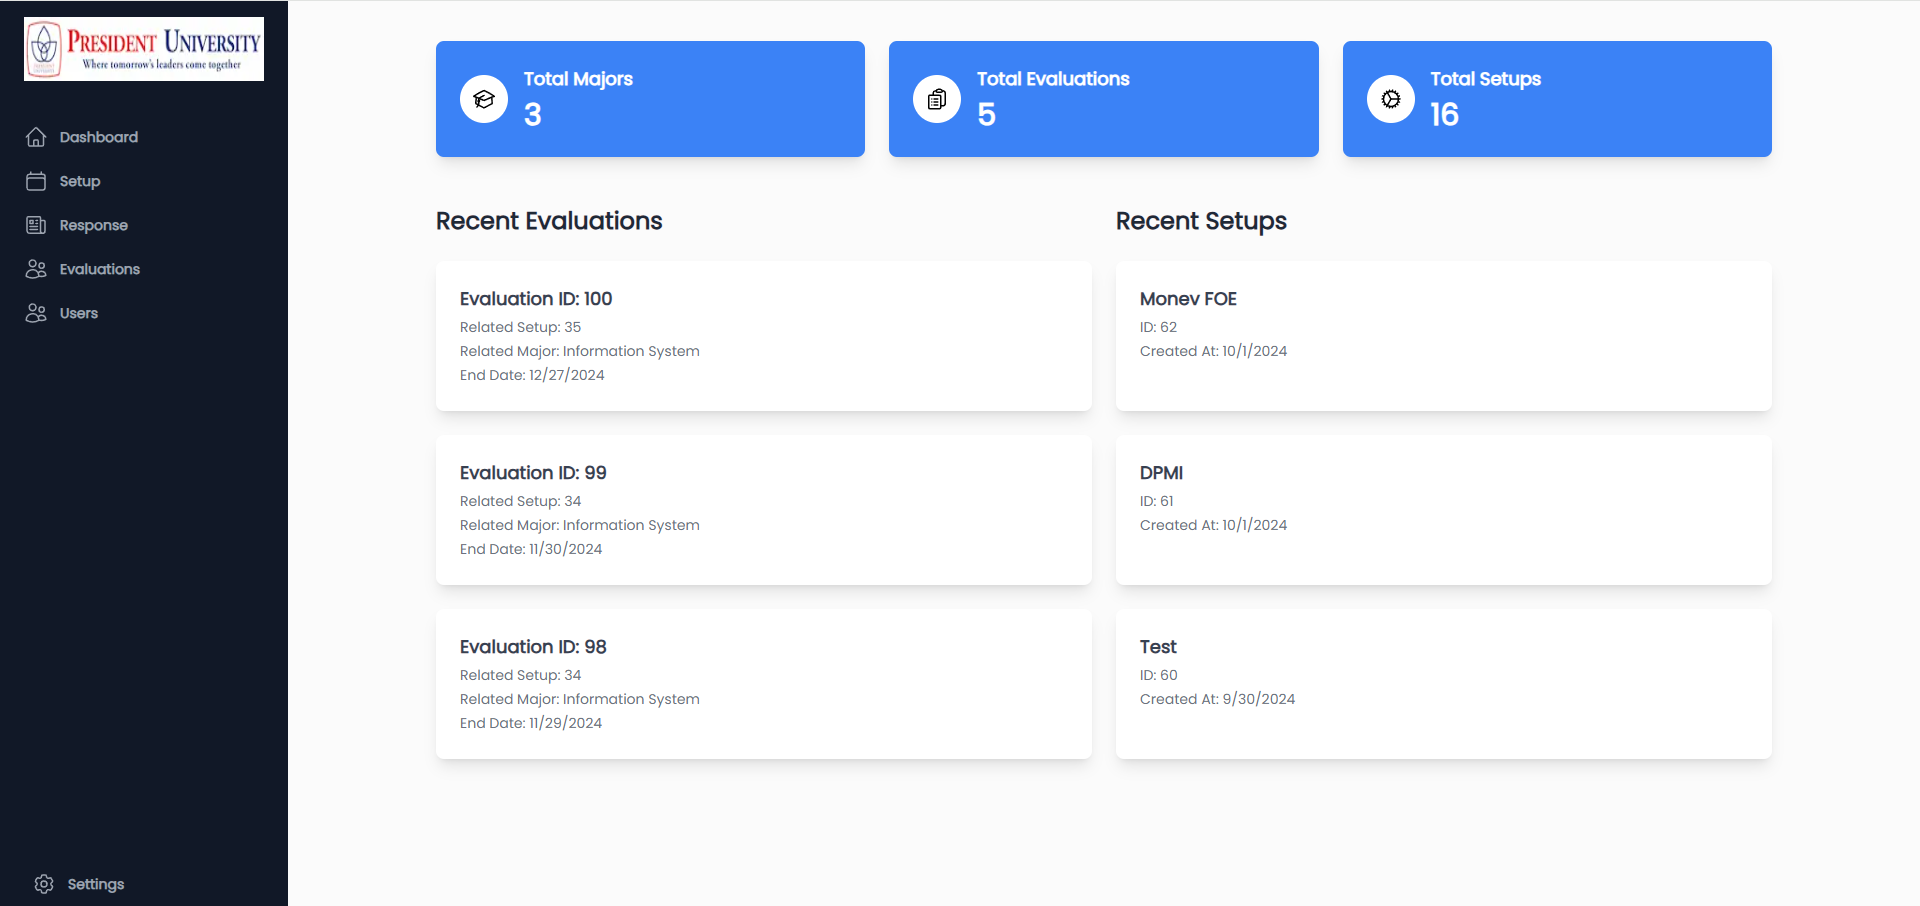 PRESIDENT UNIVERSITY
Where tomorrow's leaders come together
Dashboard
Setup
Response
Evaluations
Users
Settings
Total Majors
3
Total Evaluations
5
Total Setups
16
Recent Evaluations
Evaluation ID: 100
Related Setup: 35
Related Major: Information System
End Date: 12/27/2024
Evaluation ID: 99
Related Setup: 34
Related Major: Information System
End Date: 11/30/2024
Evaluation ID: 98
Related Setup: 34
Related Major: Information System
End Date: 11/29/2024
Recent Setups
Monev FOE
ID: 62
Created At: 10/1/2024
DPMI
ID: 61
Created At: 10/1/2024
Test
ID: 60
Created At: 9/30/2024